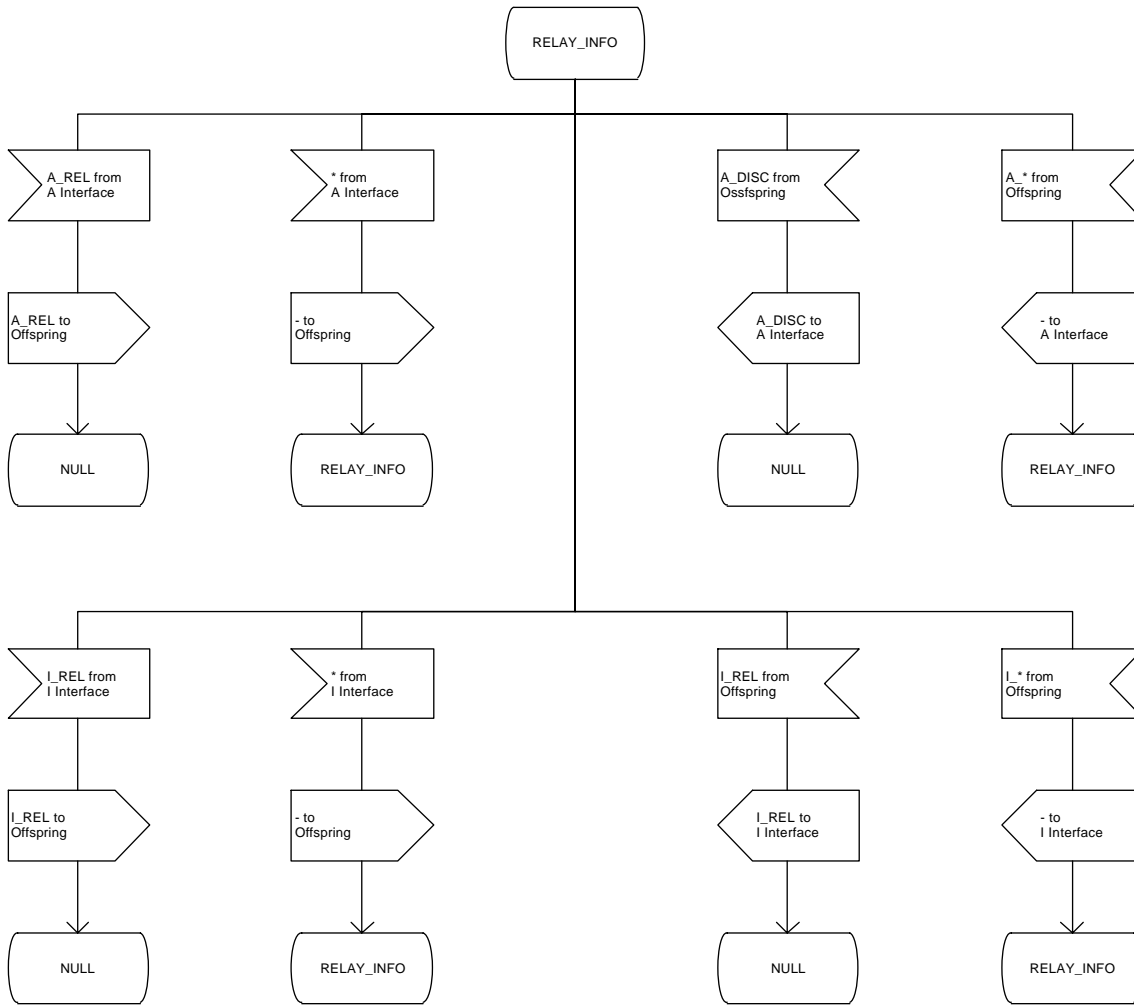 RELAY_INFO
A_REL from
A Interface
* from
A Interface
A_DISC from
Ossfspring
A_* from
Offspring
A_REL to
Offspring
- to
Offspring
A_DISC to
A Interface
- to
A Interface
NULL
RELAY_INFO
NULL
RELAY_INFO
I_REL from
I Interface
* from
I Interface
I_REL from
Offspring
I_* from
Offspring
I_REL to
Offspring
- to
Offspring
I_REL to
I Interface
- to
I Interface
NULL
RELAY_INFO
NULL
RELAY_INFO